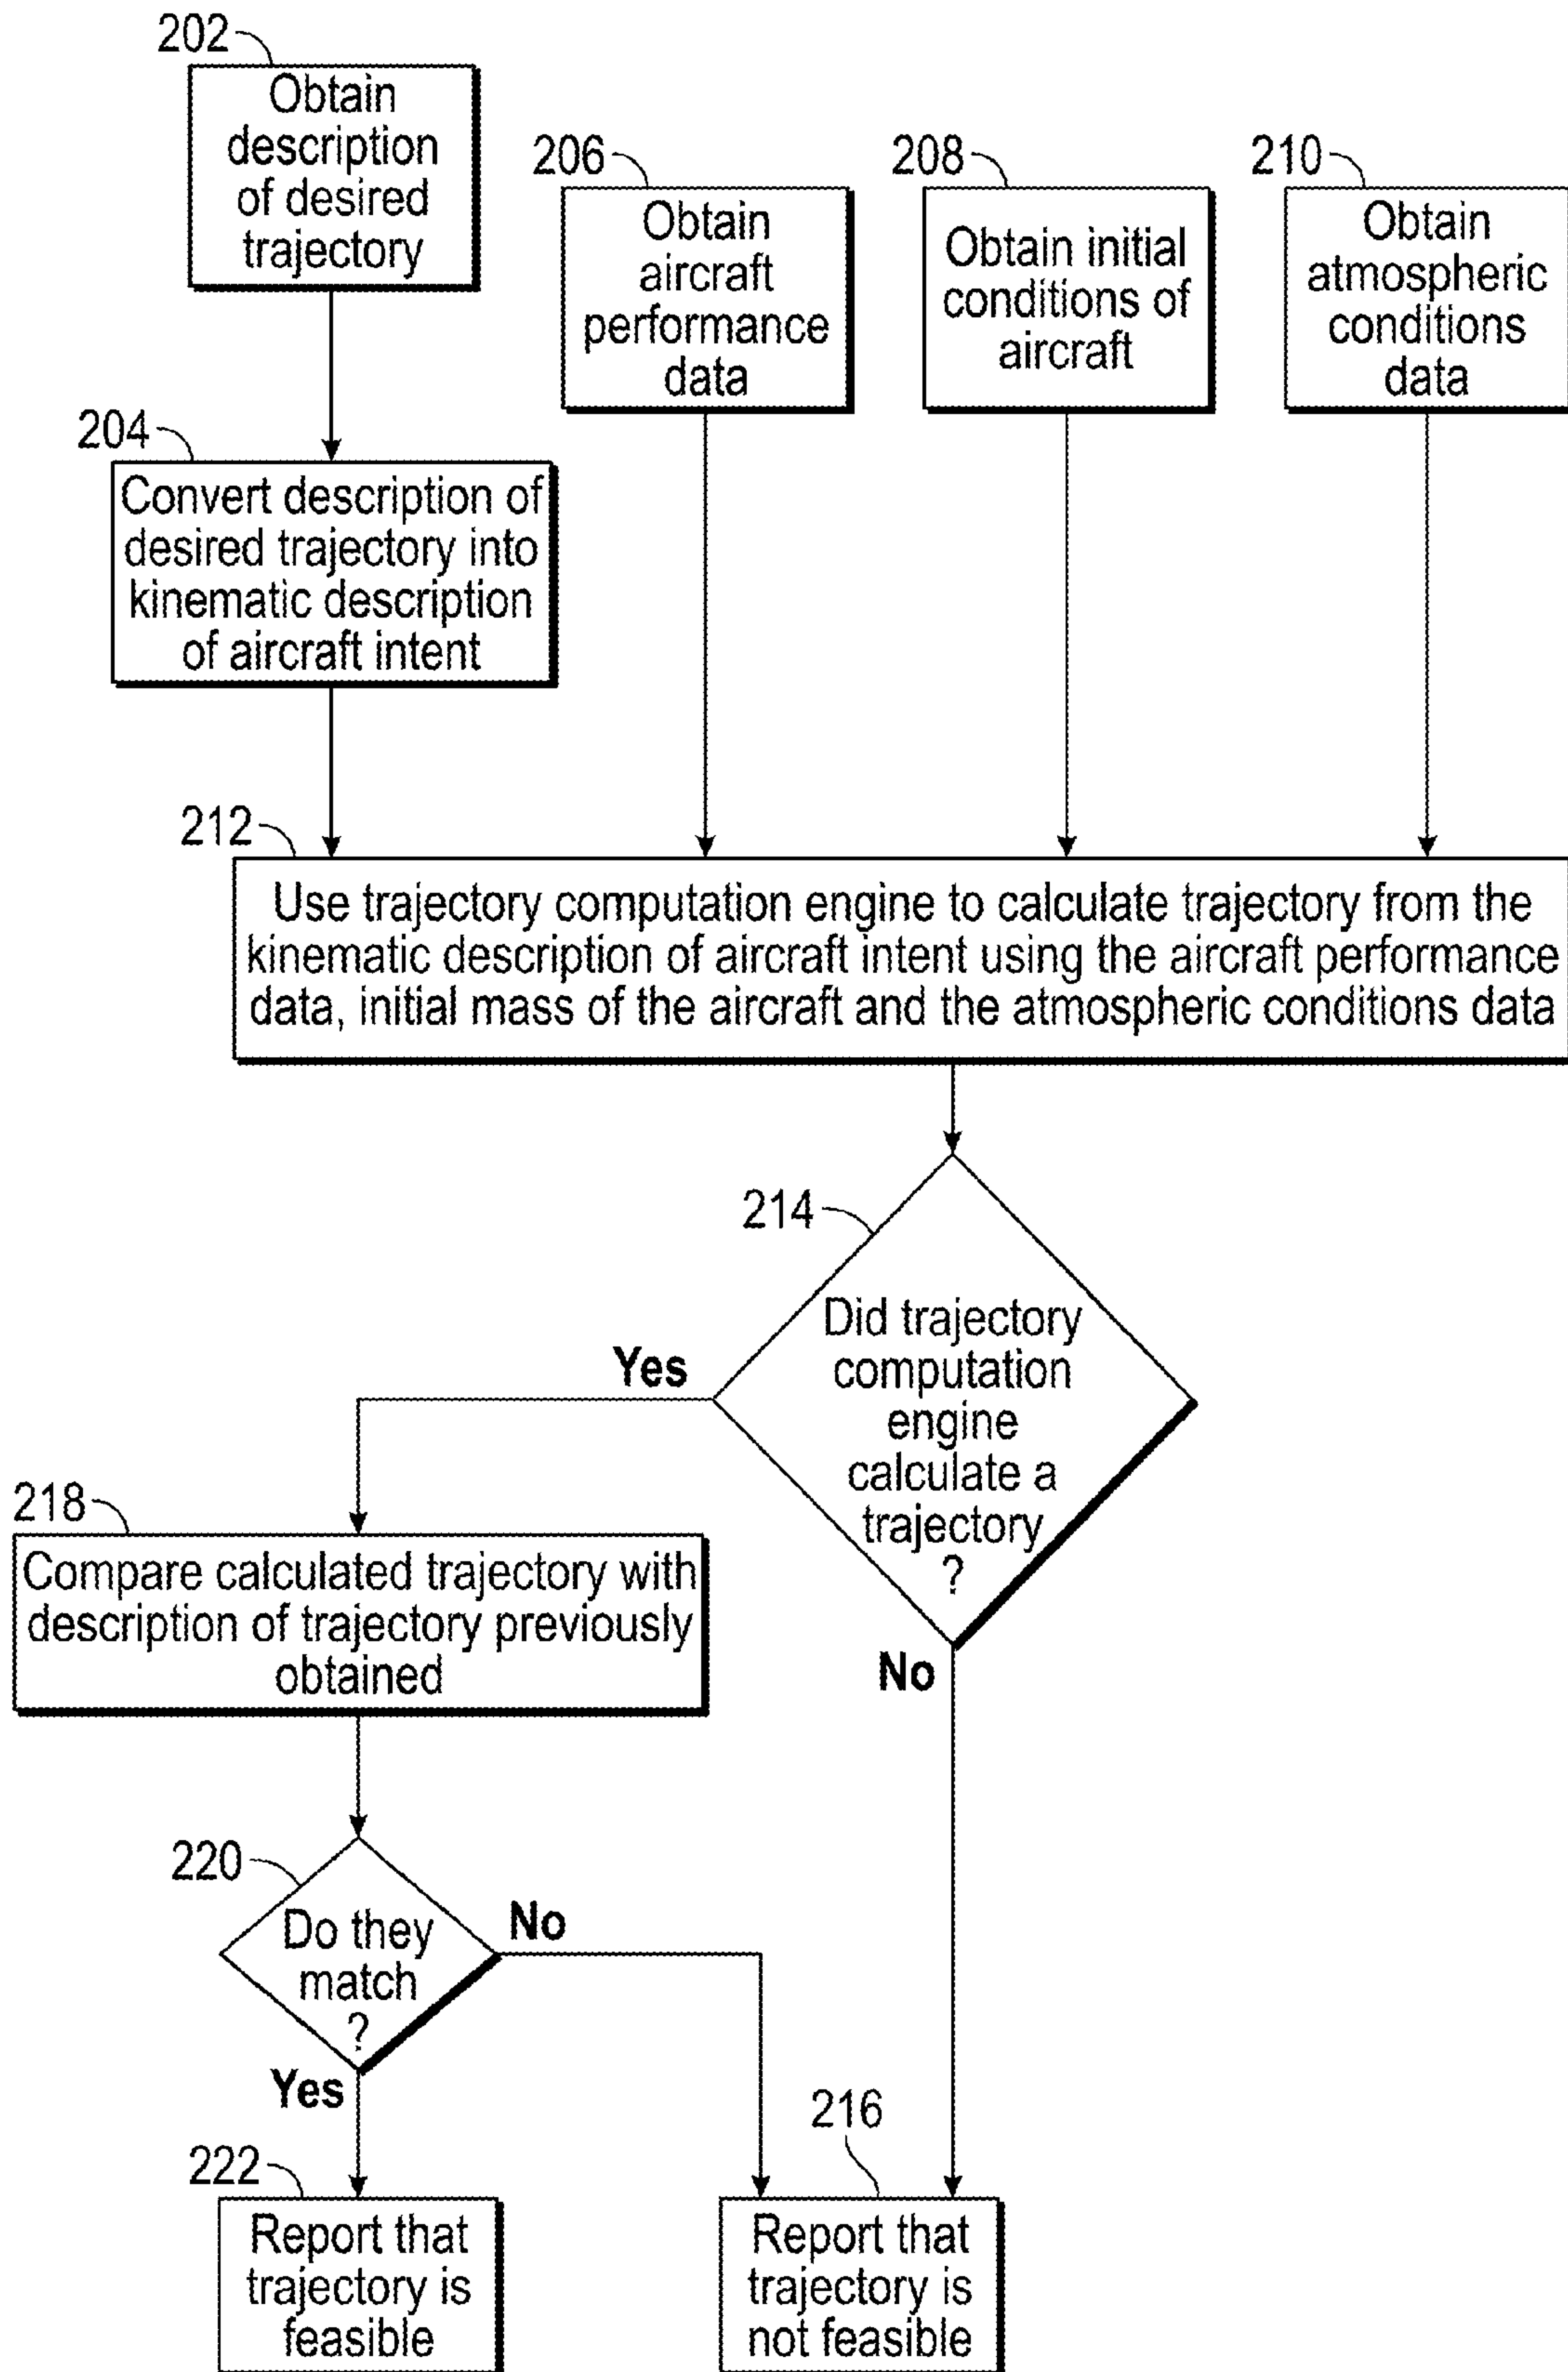 202
Obtain
description
of desired
trajectory
206
Obtain
aircraft
performance
data
208
Obtain initial
conditions of
aircraft
210
Obtain
atmospheric
conditions
data
204
Convert description of
desired trajectory into
kinematic description
of aircraft intent
212
Use trajectory computation engine to calculate trajectory from the
kinematic description of aircraft intent using the aircraft performance
data, initial mass of the aircraft and the atmospheric conditions data
214
Did trajectory
computation
engine
calculate a
trajectory
?
Yes
No
218
Compare calculated trajectory with
description of trajectory previously
obtained
220
Do they
match
?
No
Yes
222
Report that
trajectory is
feasible
216
Report that
trajectory is
not feasible